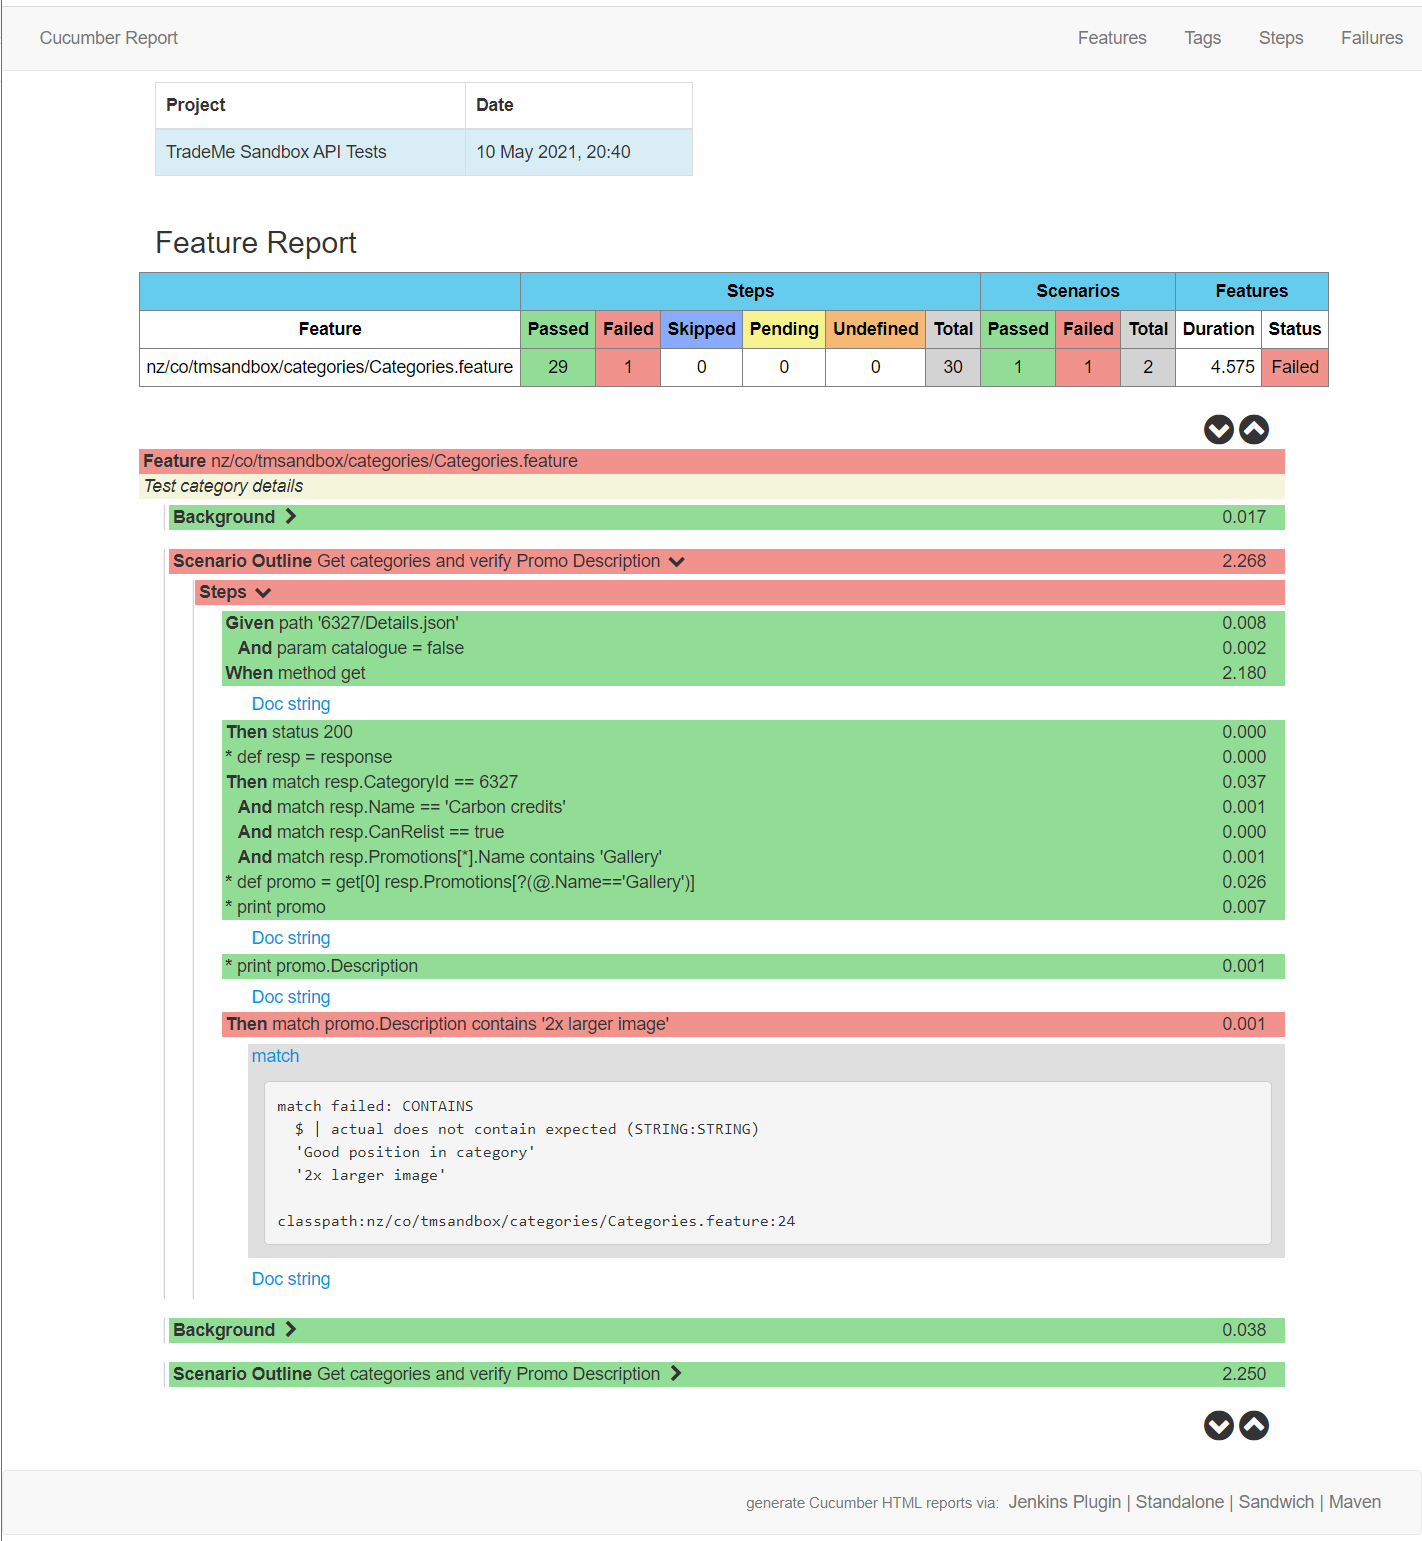 Cucumber Report Features Tags Steps Failures
Project Date
TradeMe Sandbox API Tests 10 May 2021, 20:40
Feature Report
Steps Scenarios Features
Feature Passed Failed Skipped Pending Undefined Total Passed Failed Total Duration Status
nz/co/tmsandbox/categories/Categories.feature 29 1 0 0 0 30 1 1 2 4.575 Failed
Feature nz/co/tmsandbox/categories/Categories.feature
Test category details
Background 0.017
Scenario Outline Get categories and verify Promo Description 2.268
Steps
Given path '6327/Details.json' 0.008
And param catalogue = false 0.002
When method get 2.180
Doc string
Then status 200 0.000
* def resp = response 0.000
Then match resp.CategoryId == 6327 0.037
And match resp.Name == 'Carbon credits' 0.001
And match resp.CanRelist == true 0.000
And match resp.Promotions[*].Name contains 'Gallery' 0.001
* def promo = get[0] resp.Promotions[?(@.Name=='Gallery')] 0.026
* print promo 0.007
Doc string
* print promo.Description 0.001
Doc string
Then match promo.Description contains '2x larger image' 0.001
match
match failed: CONTAINS
$ | actual does not contain expected (STRING:STRING)
'Good position in category'
'2x larger image'
classpath:nz/co/tmsandbox/categories/Categories.feature:24
Doc string
Background 0.038
Scenario Outline Get categories and verify Promo Description 2.250
generate Cucumber HTML reports via: Jenkins Plugin | Standalone | Sandwich | Maven